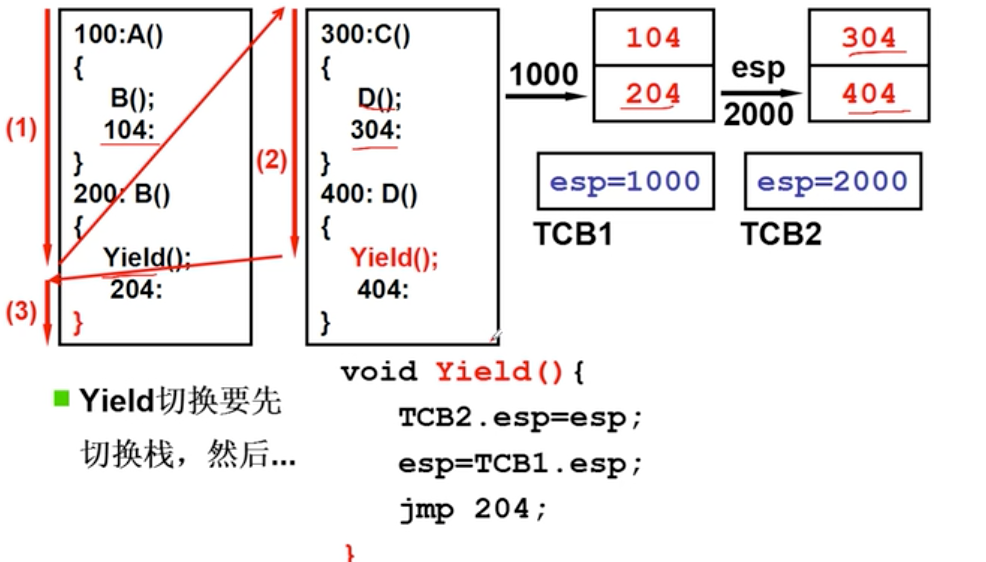 (1)
100:A()
{
B();
104:
}
200: B()
{
Yield();
204:
}
(3)
(2)
300:C()
{
D();
304:
}
400: D()
{
Yield();
404:
}
1000
104
204
esp
2000
304
404
esp=1000
TCB1
esp=2000
TCB2
Yield切换要先
切换栈，然后...
void Yield(){
TCB2.esp=esp;
esp=TCB1.esp;
jmp 204;
}